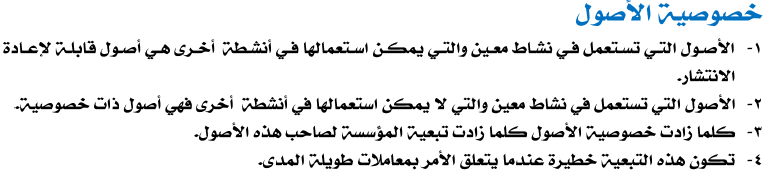 خصوصية الأصول
١- الأصول التي تستعمل في نشاط معين والتي يمكن استعمالها في أنشطة أخرى هي أصول قابلة لإعادة
الانتشار.
٢- الأصول التي تستعمل في نشاط معين والتي لا يمكن استعمالها في أنشطة أخرى فهي أصول ذات خصوصية.
٣- كلما زادت خصوصية الأصول كلما زادت تبعية المؤسسة لصاحب هذه الأصول.
٤- تكون هذه التبعية خطيرة عندما يتعلق الأمر بمعاملات طويلة المدى.